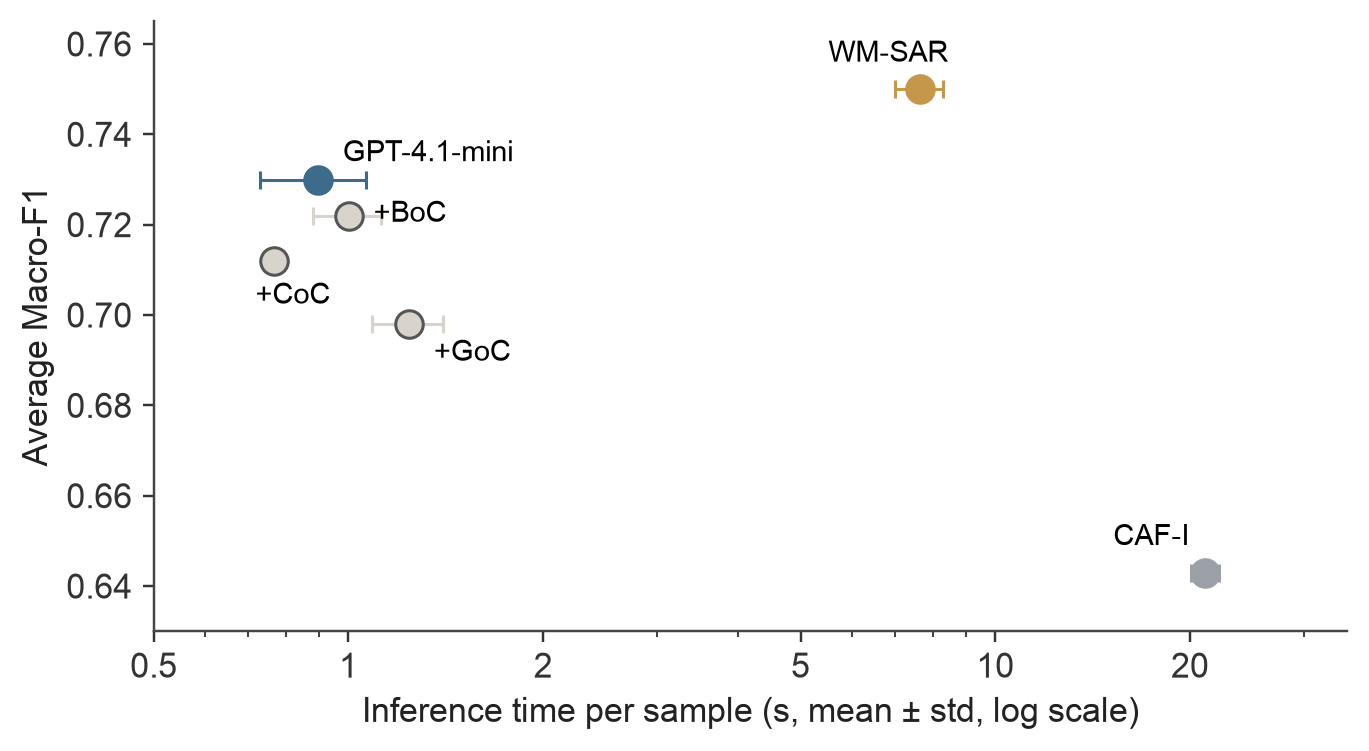 0.76
0.74
0.72
0.70
0.68
0.66
0.64
Average Macro-F1
WM-SAR
GPT-4.1-mini
+BoC
+CoC
+GoC
CAF-I
0.5
1
2
5
10
20
Inference time per sample (s, mean ± std, log scale)